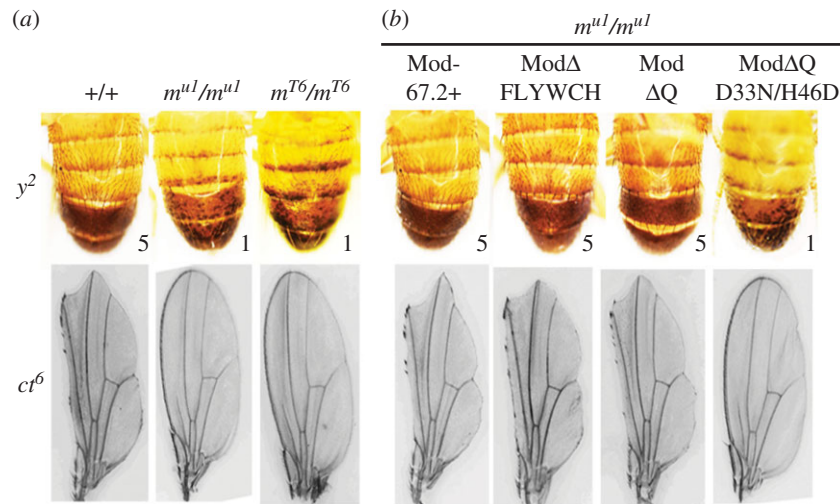 (a)
+/+ m^{u1}/m^{u1} m^{T6}/m^{T6}
y^2
5 1 1
ct^6
(b)
m^{u1}/m^{u1}
Mod- ModΔ Mod ModΔQ
67.2+ FLYWCH ΔQ D33N/H46D
5 5 5 1